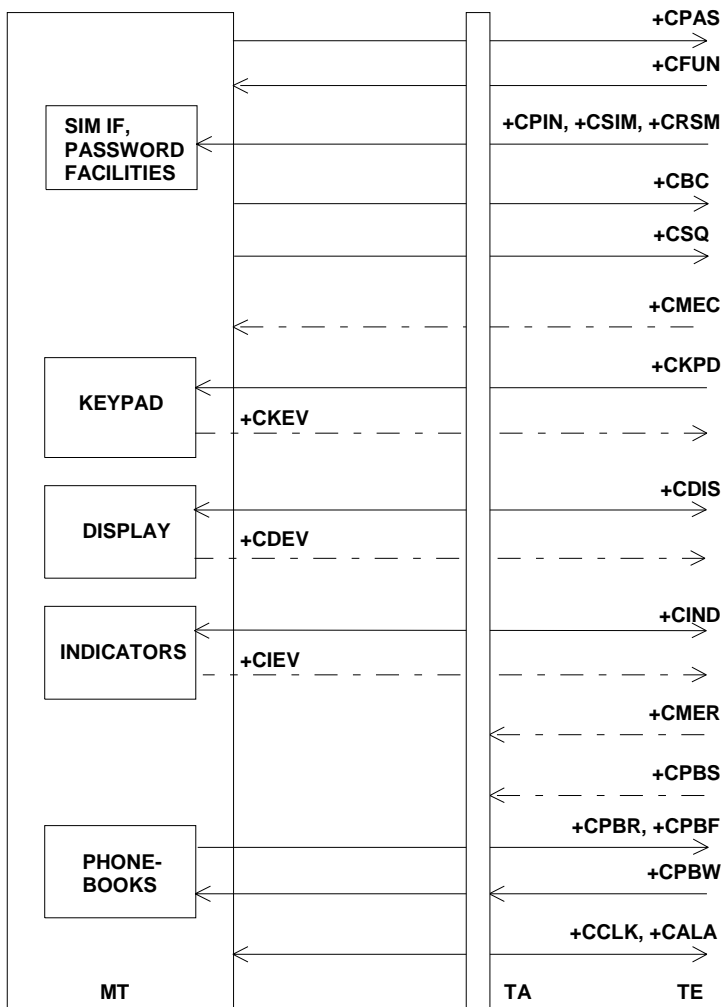 +CPAS
+CFUN
SIM IF,
PASSWORD
FACILITIES
+CPIN, +CSIM, +CRSM
+CBC
+CSQ
+CMEC
KEYPAD
+CKPD
+CKEV
DISPLAY
+CDIS
+CDEV
INDICATORS
+CIND
+CIEV
+CMER
+CPBS
PHONE-
BOOKS
+CPBR, +CPBF
+CPBW
+CCLK, +CALA
MT TA TE